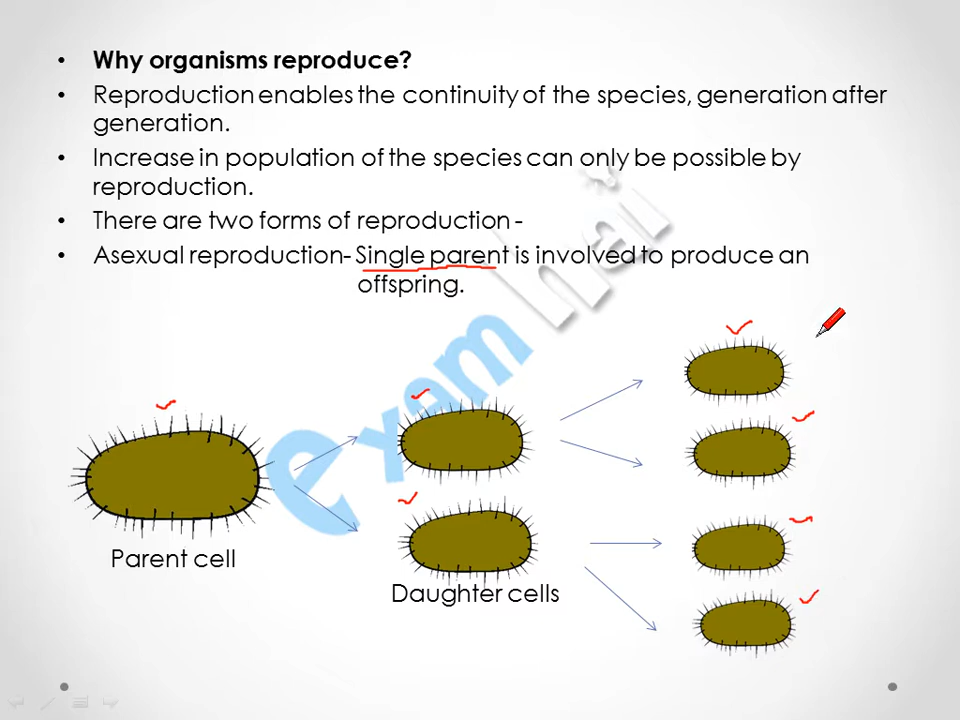 Why organisms reproduce?
Reproduction enables the continuity of the species, generation after
generation.
Increase in population of the species can only be possible by
reproduction.
There are two forms of reproduction -
Asexual reproduction- Single parent is involved to produce an
offspring.
exam hai
Parent cell
Daughter cells